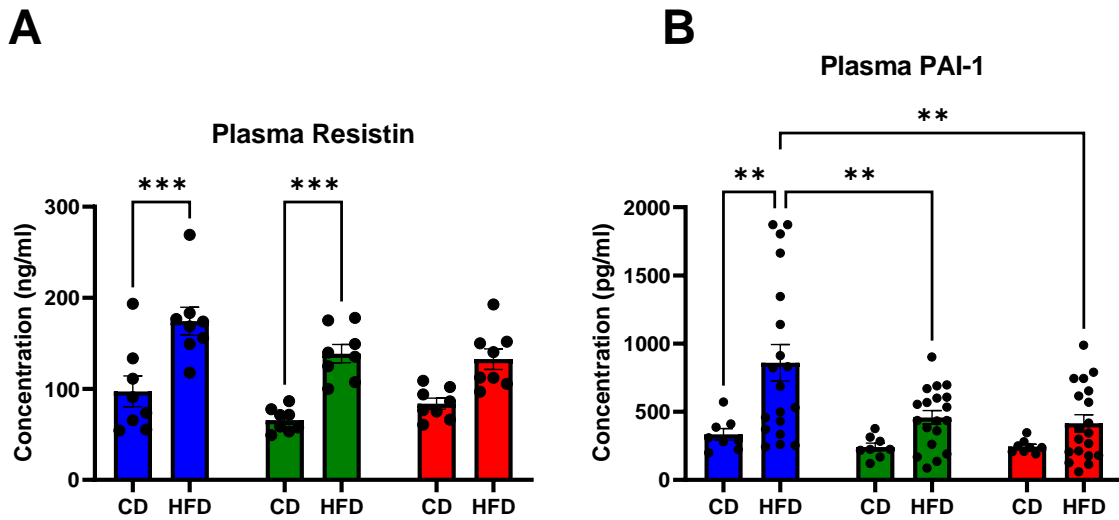 A
B
Plasma Resistin
Plasma PAI-1
Concentration (ng/ml)
300
200
100
0
*** ***
CD HFD CD HFD CD HFD
Concentration (pg/ml)
2000
1500
1000
500
0
**
** **
CD HFD CD HFD CD HFD